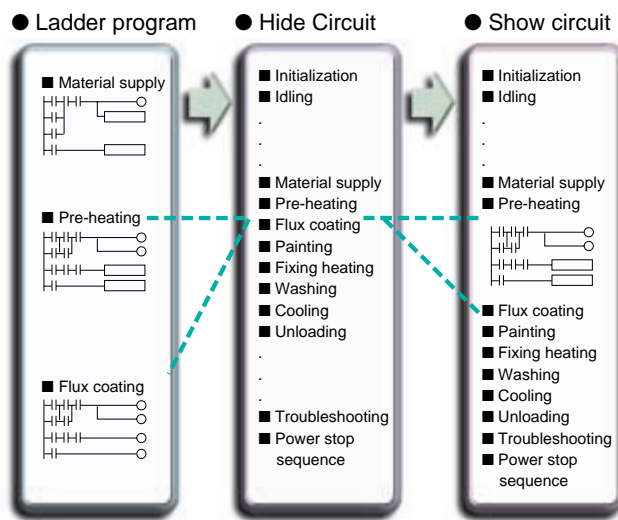 ● Ladder program
■ Material supply
■ Pre-heating
■ Flux coating
● Hide Circuit
■ Initialization
■ Idling
.
.
.
■ Material supply
■ Pre-heating
■ Flux coating
■ Painting
■ Fixing heating
■ Washing
■ Cooling
■ Unloading
.
.
.
■ Troubleshooting
■ Power stop
sequence
● Show circuit
■ Initialization
■ Idling
.
.
.
■ Material supply
■ Pre-heating
■ Flux coating
■ Painting
■ Fixing heating
■ Washing
■ Cooling
■ Unloading
■ Troubleshooting
■ Power stop
sequence